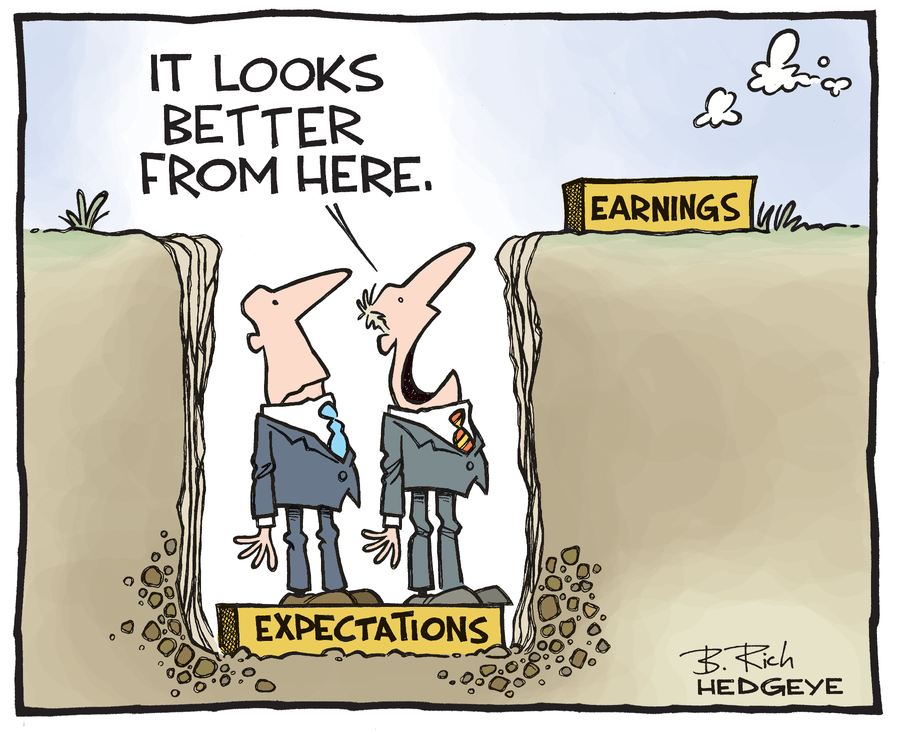 IT LOOKS
BETTER
FROM HERE.
EARNINGS
EXPECTATIONS
B. Rich
HEDGEYE